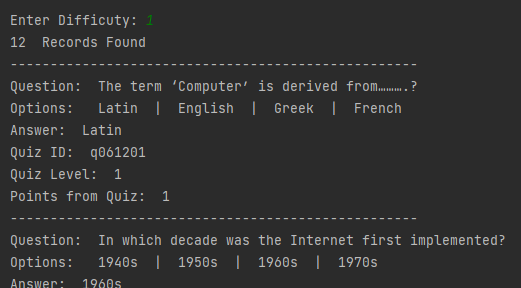 Enter Difficuty: 1
12  Records Found
---------------------------------------------------
Question:  The term ‘Computer’ is derived from……….?
Options:   Latin  |  English  |  Greek  |  French
Answer:  Latin
Quiz ID:  q061201
Quiz Level:  1
Points from Quiz:  1
---------------------------------------------------
Question:  In which decade was the Internet first implemented?
Options:   1940s  |  1950s  |  1960s  |  1970s
Answer:  1960s